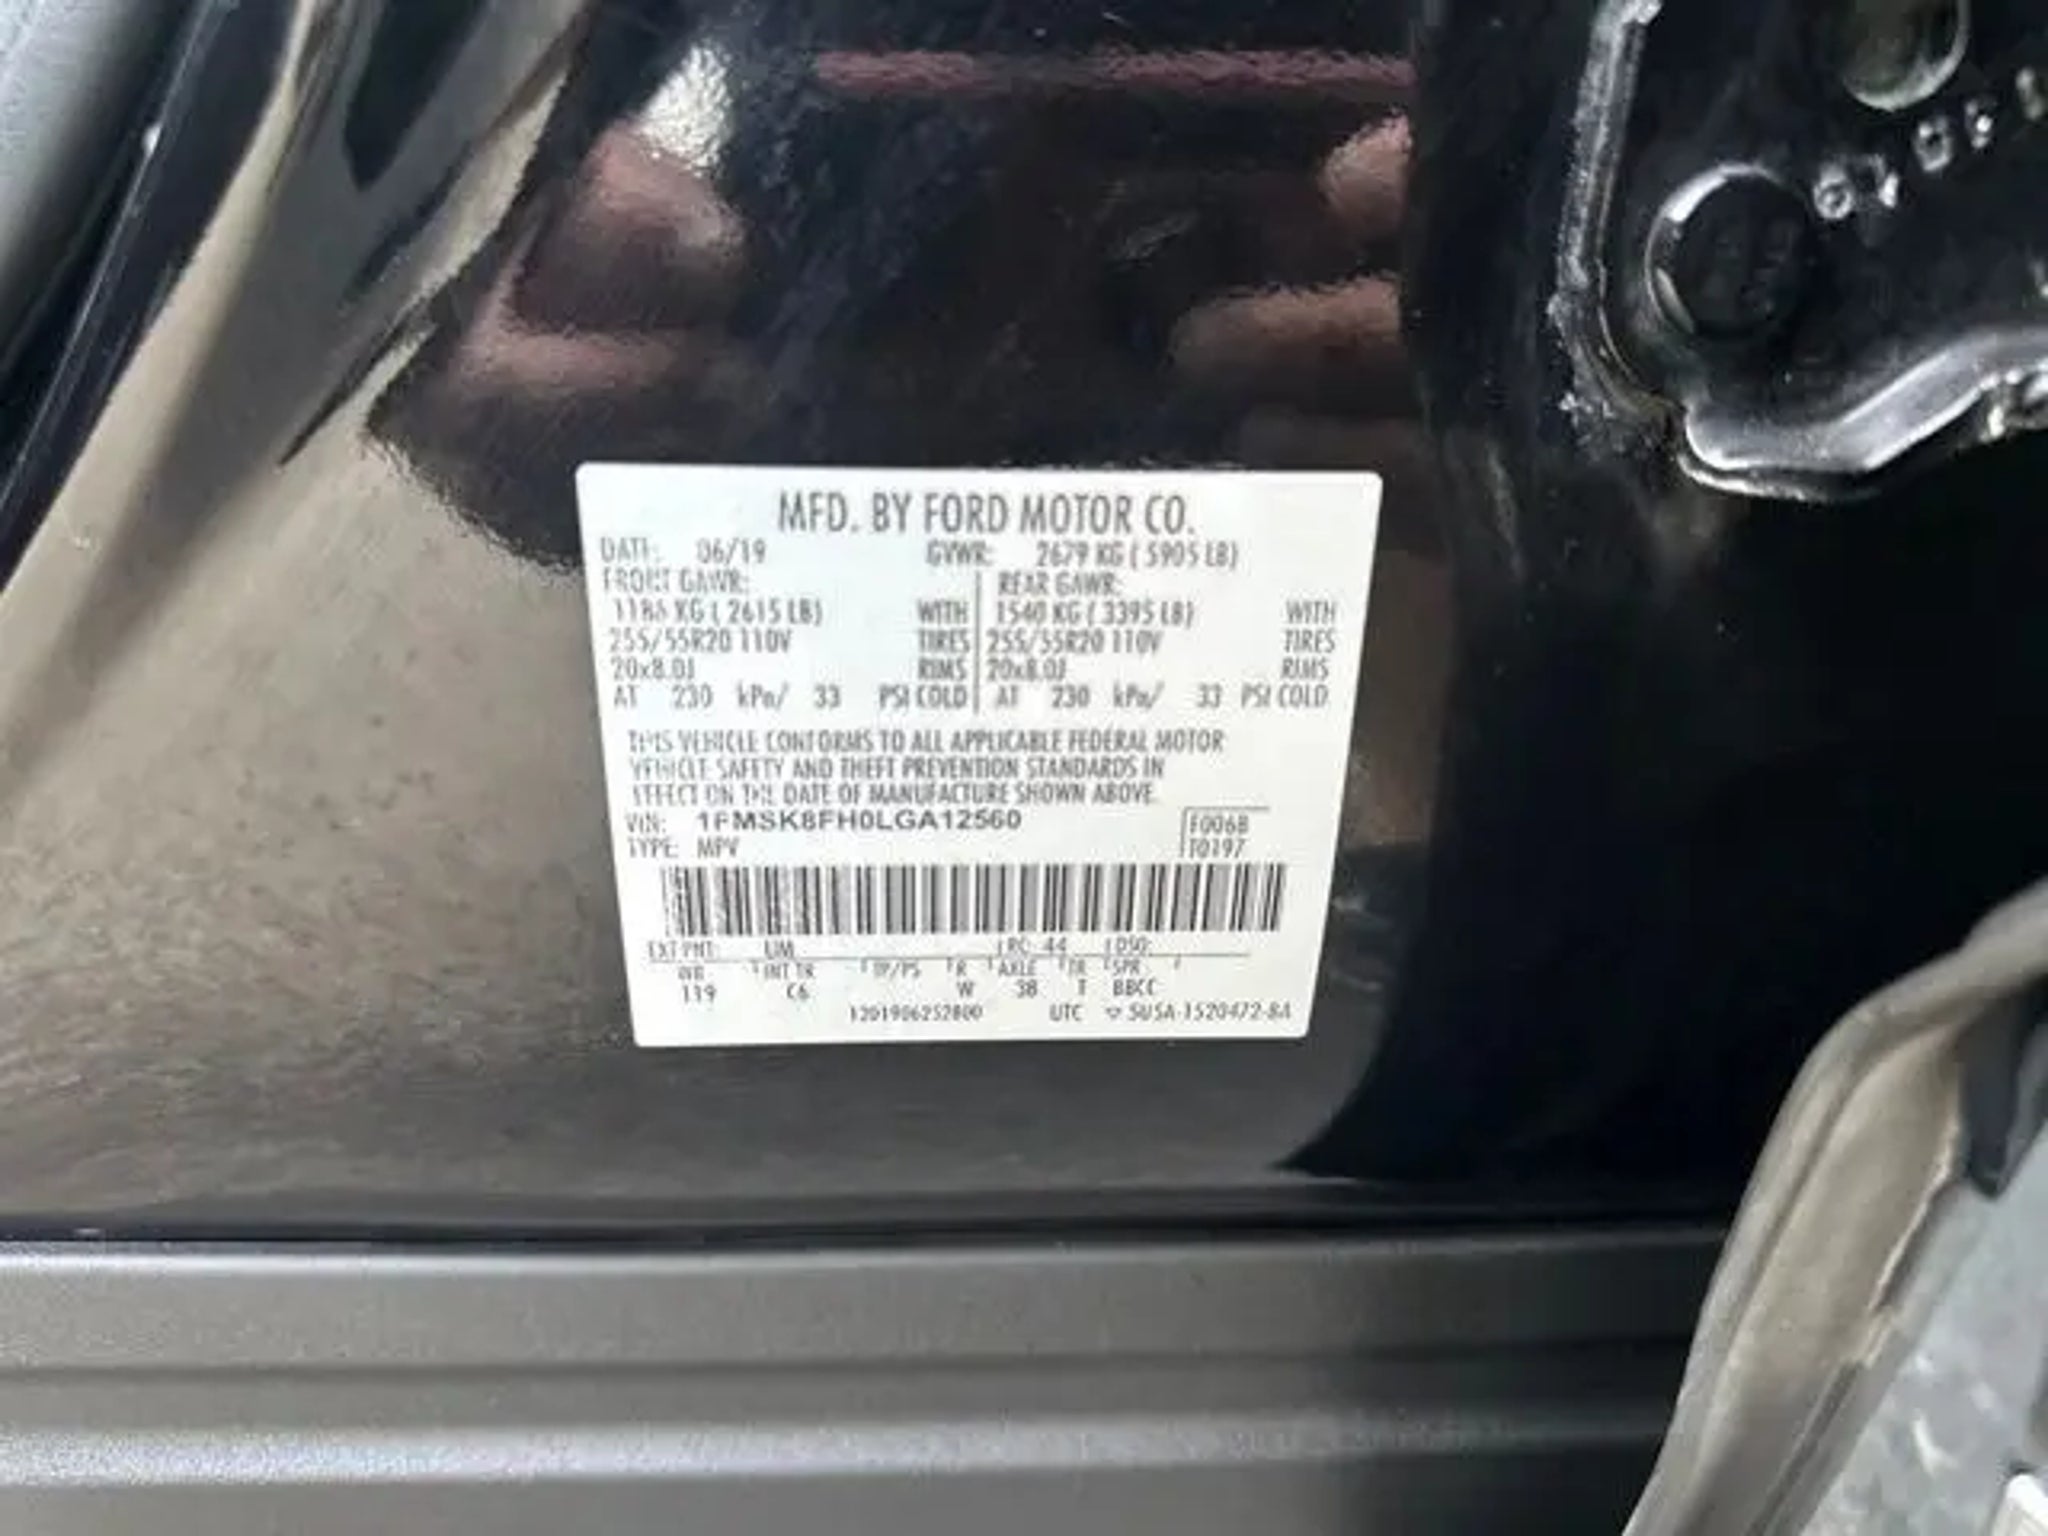 MFD. BY FORD MOTOR CO.
DATE: 06/19 GVWR: 2679 KG ( 5905 LB)
FRONT GAWR: REAR GAWR:
1186 KG ( 2615 LB) WITH 1540 KG ( 3395 LB) WITH
255/55R20 110V TIRES 255/55R20 110V TIRES
20x8.0J RIMS 20x8.0J RIMS
AT 230 kPa/ 33 PSI COLD AT 230 kPa/ 33 PSI COLD
THIS VEHICLE CONFORMS TO ALL APPLICABLE FEDERAL MOTOR
VEHICLE SAFETY AND THEFT PREVENTION STANDARDS IN
EFFECT ON THE DATE OF MANUFACTURE SHOWN ABOVE.
VIN: 1FMSK8FH0LGA12560 F0068
TYPE: MPV T0197
EXT PNT: UM RC: 44 DSO:
WB INT TR TP/PS R AXLE TR SPR
119 C6 W 38 T BBCC
1201906252800 UTC 5U5A-1520472-BA